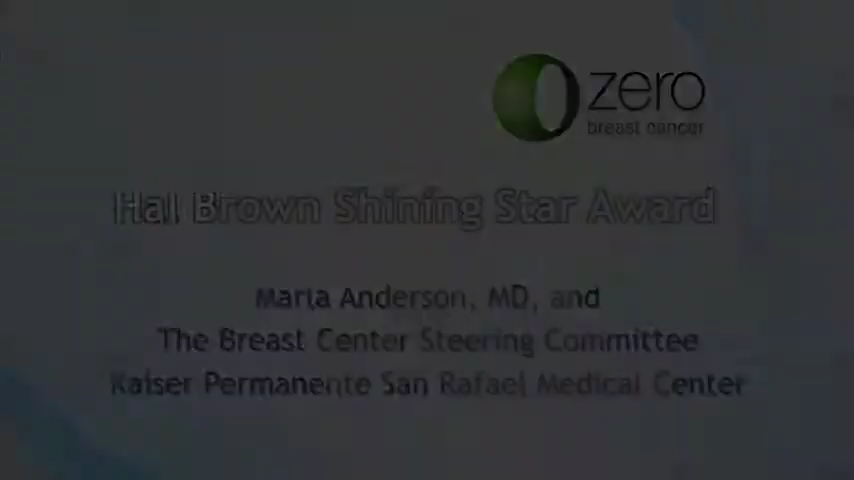 zero
breast cancer
Hal Brown Shining Star Award
Marla Anderson, MD, and
The Breast Center Steering Committee
Kaiser Permanente San Rafael Medical Center